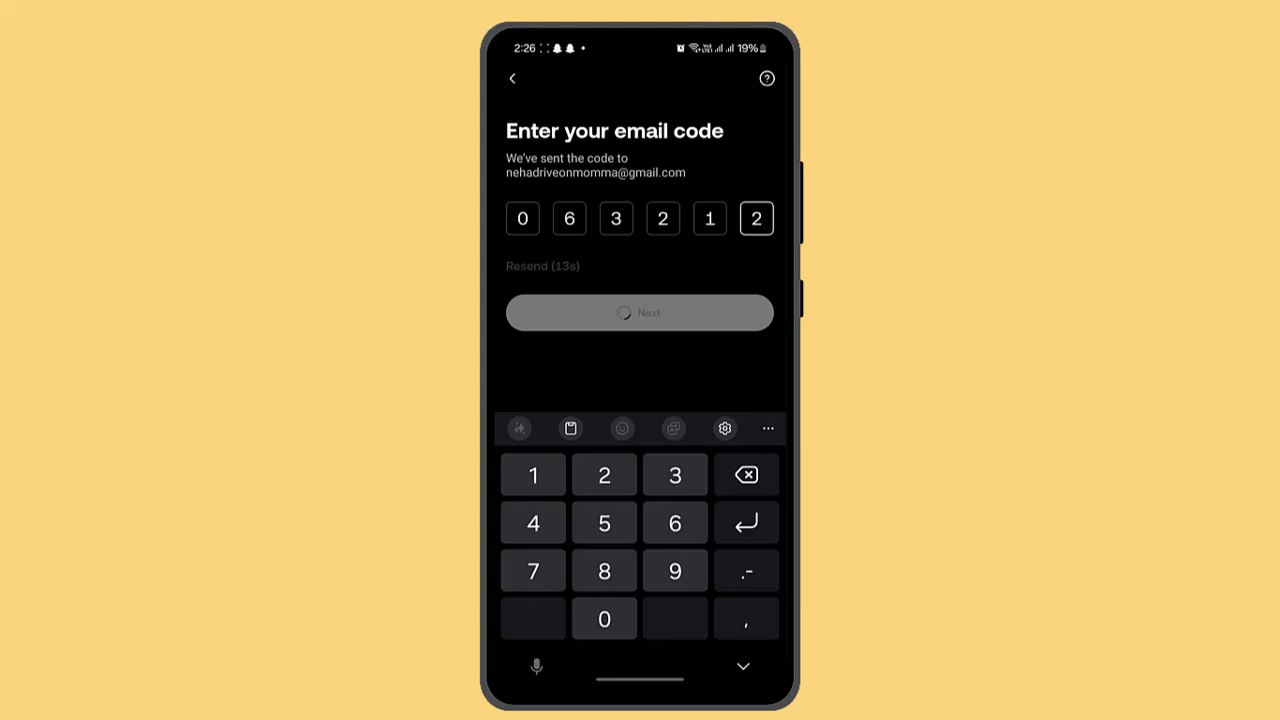 2:26 19%
Enter your email code
We've sent the code to
nehadriveonmomma@gmail.com
0 6 3 2 1 2
Resend (13s)
Next
1 2 3
4 5 6
7 8 9 .-
0 ,